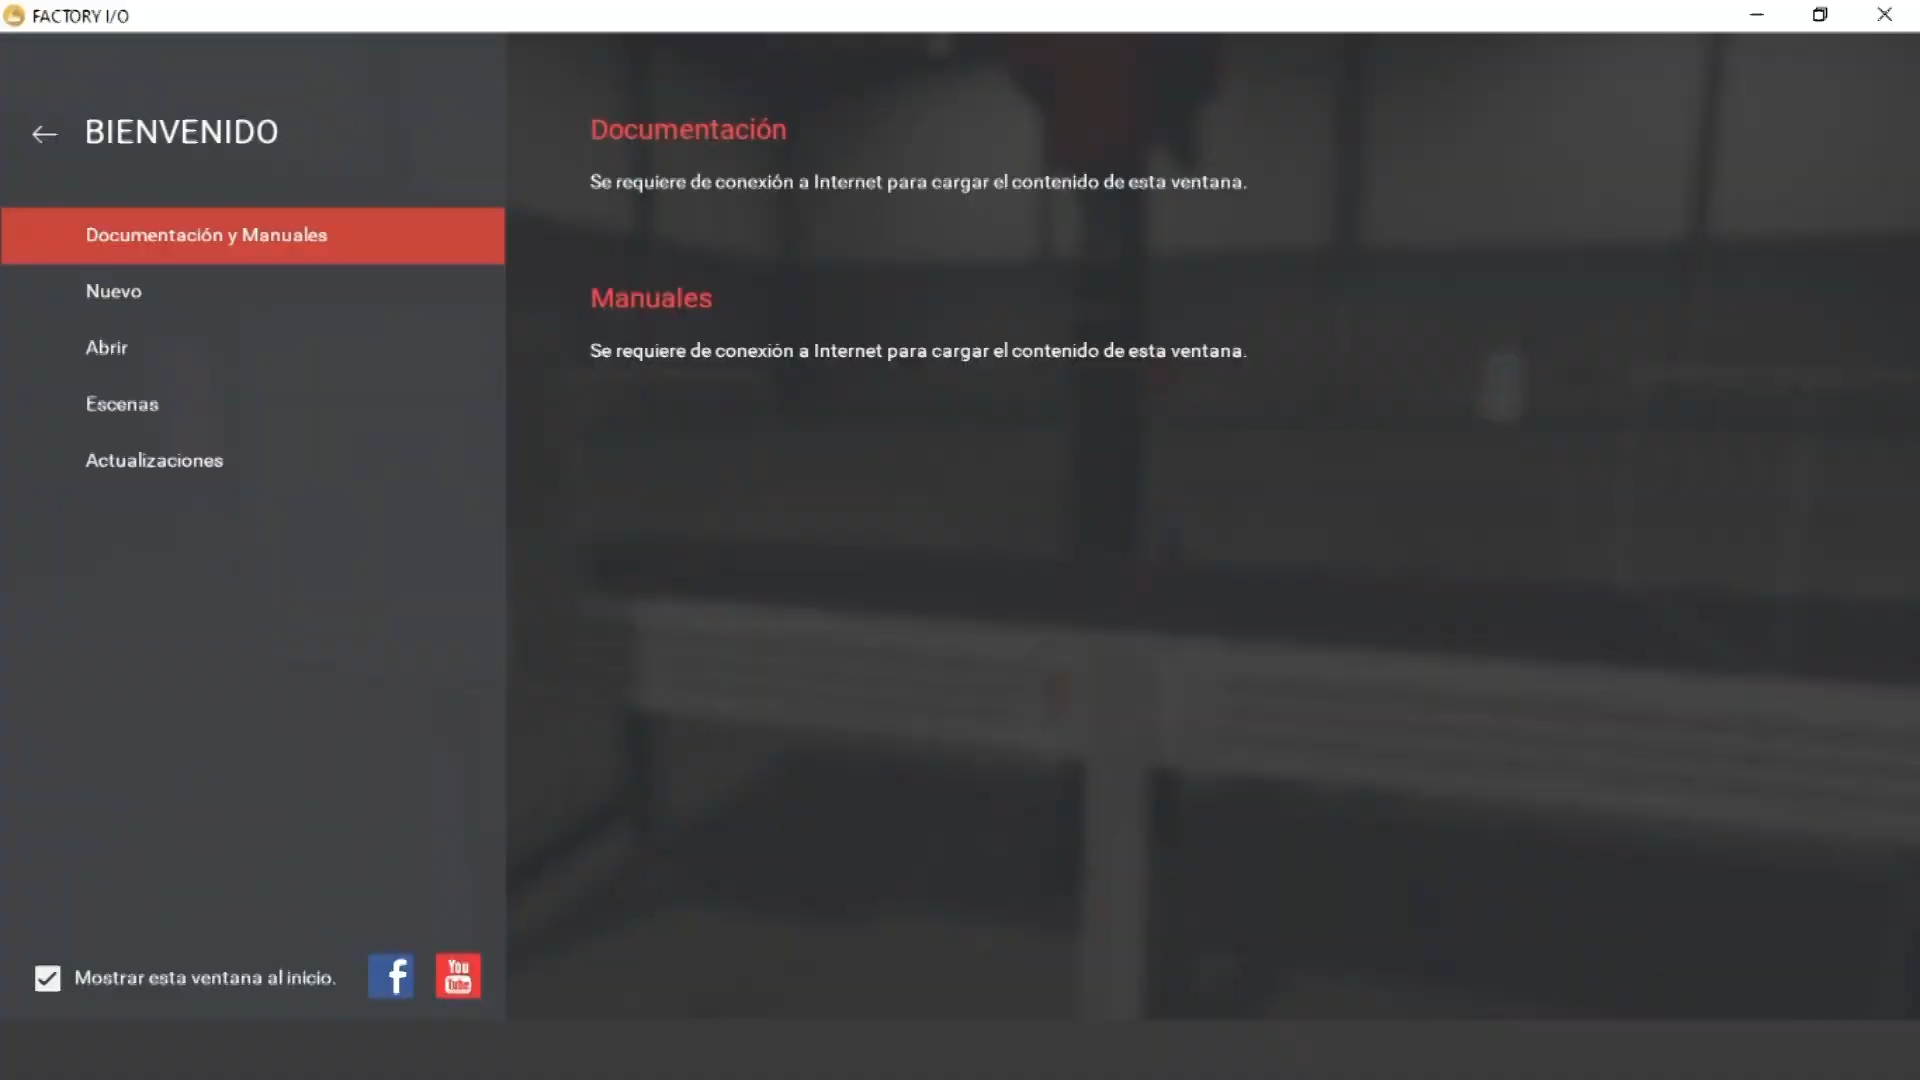 FACTORY I/O
BIENVENIDO
Documentación y Manuales
Nuevo
Abrir
Escenas
Actualizaciones
Mostrar esta ventana al inicio.
f
You
Tube
Documentación
Se requiere de conexión a Internet para cargar el contenido de esta ventana.
Manuales
Se requiere de conexión a Internet para cargar el contenido de esta ventana.